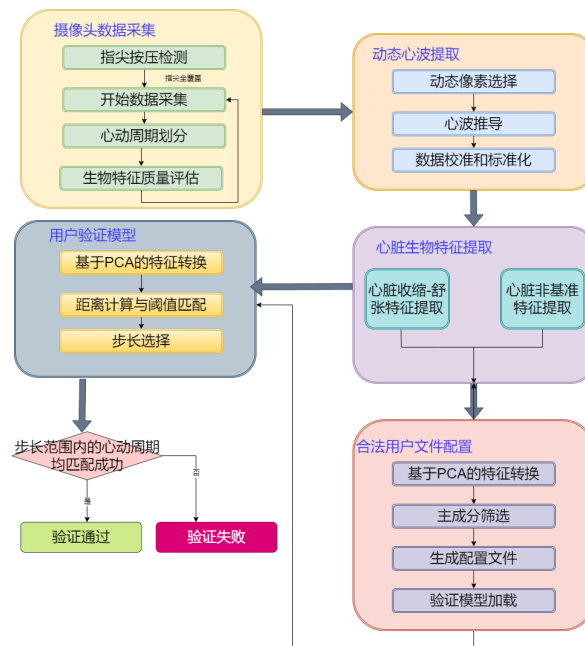 摄像头数据采集
指尖按压检测
指尖全覆盖
开始数据采集
心动周期划分
生物特征质量评估
动态心波提取
动态像素选择
心波推导
数据校准和标准化
用户验证模型
基于PCA的特征转换
距离计算与阈值匹配
步长选择
心脏生物特征提取
心脏收缩-舒
张特征提取
心脏非基准
特征提取
步长范围内的心动周期
均匹配成功
是
否
验证通过
验证失败
合法用户文件配置
基于PCA的特征转换
主成分筛选
生成配置文件
验证模型加载